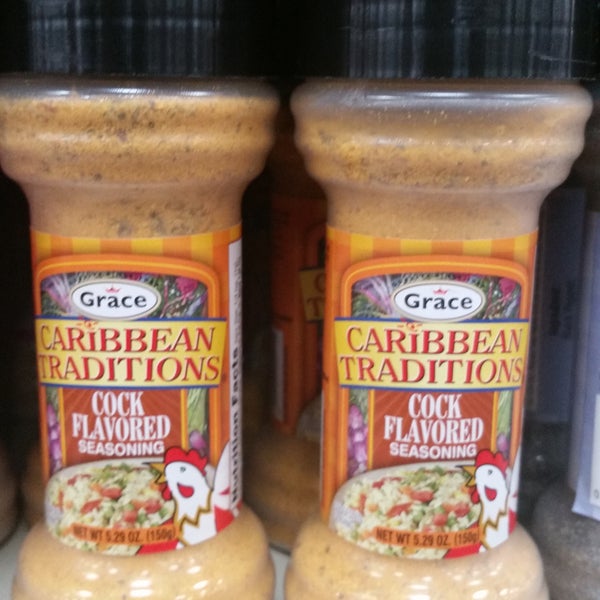 Grace
CARiBBEAN
TRADITIONS
COCK
FLAVORED
SEASONING
NET WT 5.29 OZ. (150g)
Nutrition Facts
Grace
CARiBBEAN
TRADITIONS
COCK
FLAVORED
SEASONING
NET WT 5.29 OZ. (150g)